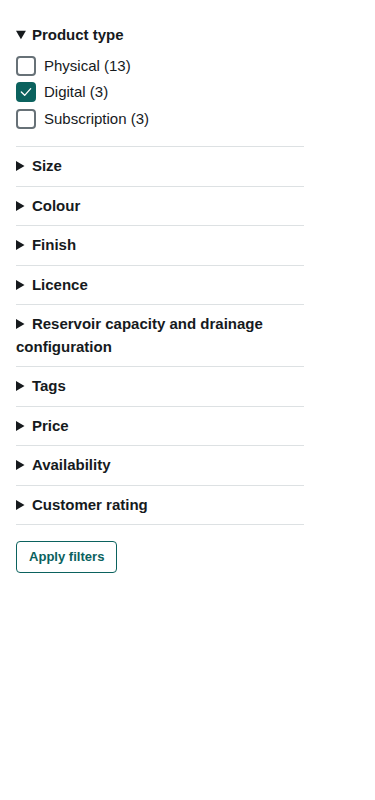 Product type
Physical (13)
Digital (3)
Subscription (3)
Size
Colour
Finish
Licence
Reservoir capacity and drainage
configuration
Tags
Price
Availability
Customer rating
Apply filters